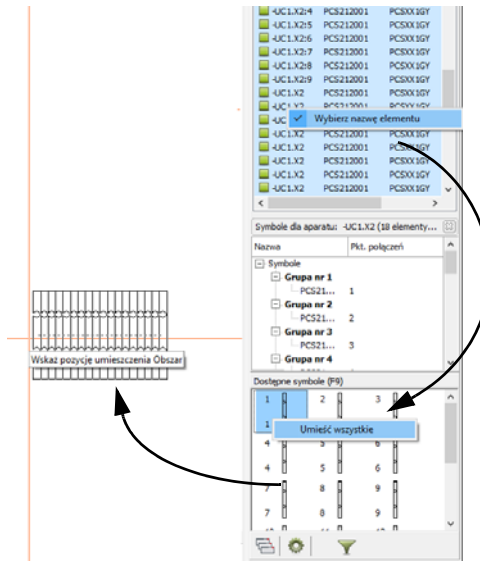 -UC1.X2:4 PCS212001 PCSXX1GY
-UC1.X2:5 PCS212001 PCSXX1GY
-UC1.X2:6 PCS212001 PCSXX1GY
-UC1.X2:7 PCS212001 PCSXX1GY
-UC1.X2:8 PCS212001 PCSXX1GY
-UC1.X2:9 PCS212001 PCSXX1GY
-UC1.X2 PCS212001 PCSXX1GY
-UC1.X2 PCS212001 PCSXX1GY
-UC Wybierz nazwę elementu
-UC1.X2 PCS212001 PCSXX1GY
-UC1.X2 PCS212001 PCSXX1GY
-UC1.X2 PCS212001 PCSXX1GY
-UC1.X2 PCS212001 PCSXX1GY
-UC1.X2 PCS212001 PCSXX1GY
Symbole dla aparatu: -UC1.X2 (18 elementy...
Nazwa Pkt. połączeń
Symbole
Grupa nr 1
PCS21... 1
Grupa nr 2
PCS21... 2
Grupa nr 3
PCS21... 3
Grupa nr 4
Wskaż pozycję umieszczenia Obszar
Dostępne symbole (F9)
1 2 3
1 Umieść wszystkie
4 5 6
4 5 6
7 8 9
7 8 9